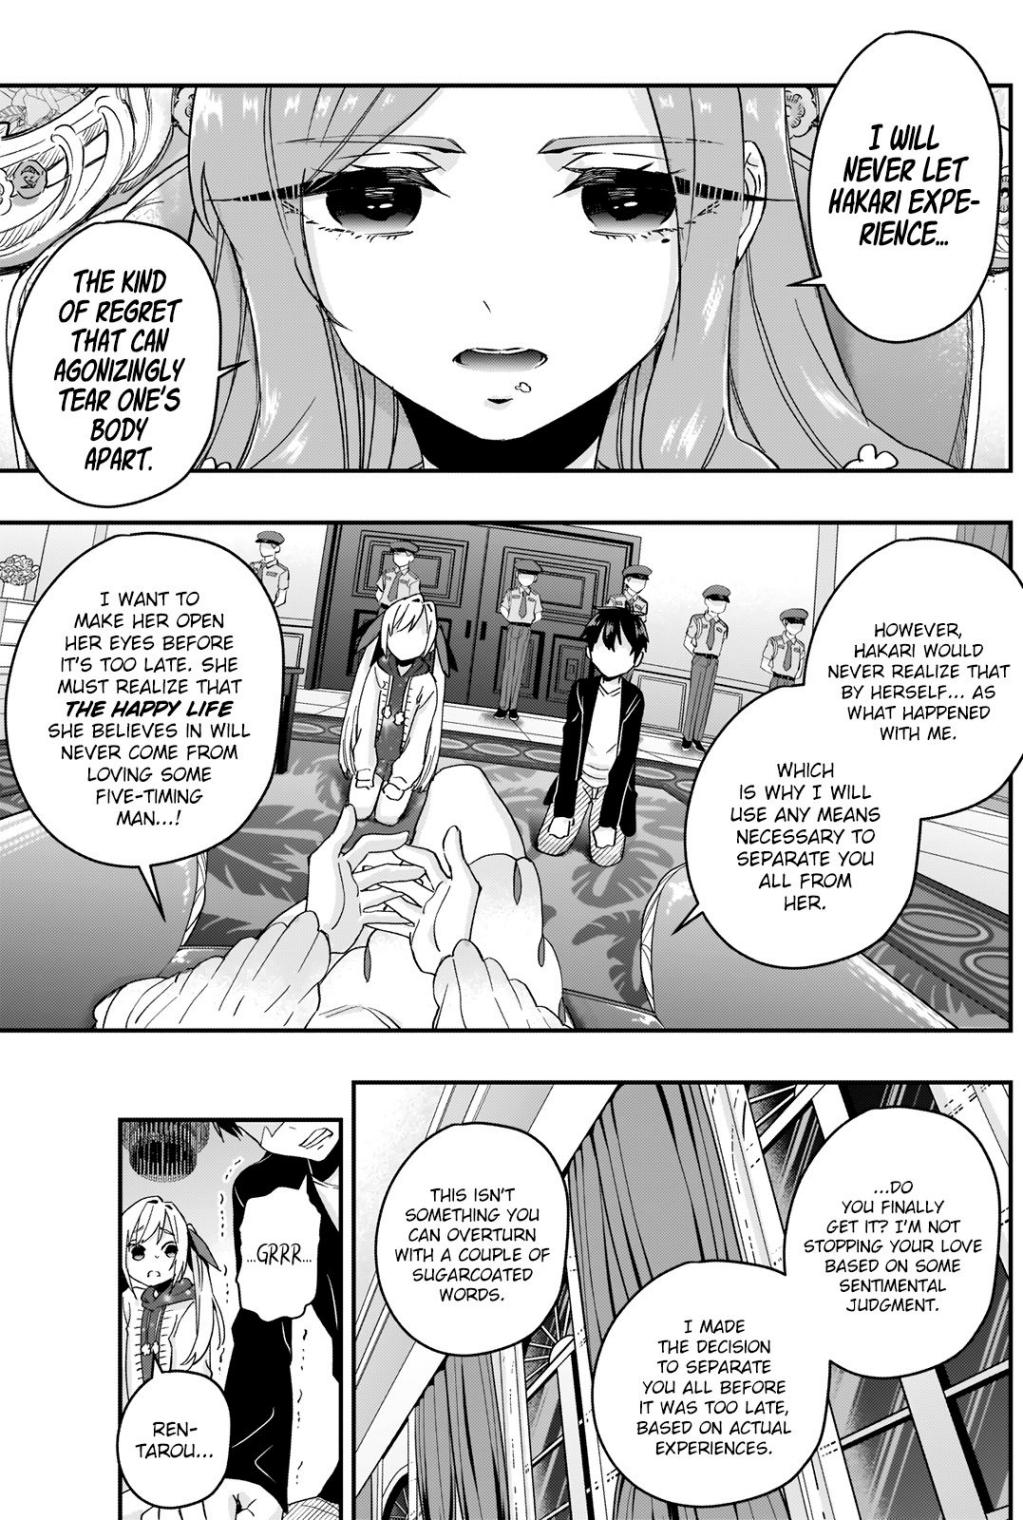 I WILL
NEVER LET
HAKARI EXPE-
RIENCE...
THE KIND
OF REGRET
THAT CAN
AGONIZINGLY
TEAR ONE'S
BODY
APART.
HOWEVER,
HAKARI WOULD
NEVER REALIZE THAT
BY HERSELF... AS
WHAT HAPPENED
WITH ME.
WHICH
IS WHY I WILL
USE ANY MEANS
NECESSARY TO
SEPARATE YOU
ALL FROM
HER.
I WANT TO
MAKE HER OPEN
HER EYES BEFORE
IT'S TOO LATE. SHE
MUST REALIZE THAT
THE HAPPY LIFE
SHE BELIEVES IN WILL
NEVER COME FROM
LOVING SOME
FIVE-TIMING
MAN...!
...DO
YOU FINALLY
GET IT? I'M NOT
STOPPING YOUR LOVE
BASED ON SOME
SENTIMENTAL
JUDGMENT.
I MADE
THE DECISION
TO SEPARATE
YOU ALL BEFORE
IT WAS TOO LATE,
BASED ON ACTUAL
EXPERIENCES.
THIS ISN'T
SOMETHING YOU
CAN OVERTURN
WITH A COUPLE OF
SUGARCOATED
WORDS.
...GRRR...
REN-
TAROU...